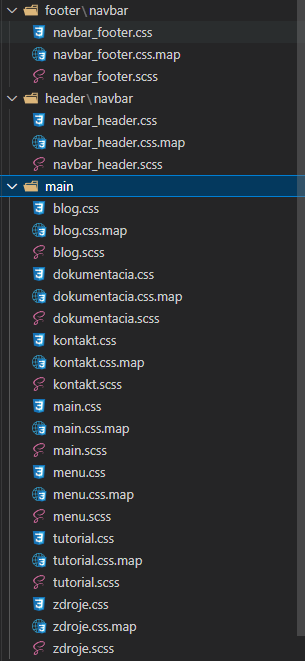 footer\navbar
navbar_footer.css
navbar_footer.css.map
navbar_footer.scss
header\navbar
navbar_header.css
navbar_header.css.map
navbar_header.scss
main
blog.css
blog.css.map
blog.scss
dokumentacia.css
dokumentacia.css.map
dokumentacia.scss
kontakt.css
kontakt.css.map
kontakt.scss
main.css
main.css.map
main.scss
menu.css
menu.css.map
menu.scss
tutorial.css
tutorial.css.map
tutorial.scss
zdroje.css
zdroje.css.map
zdroje.scss